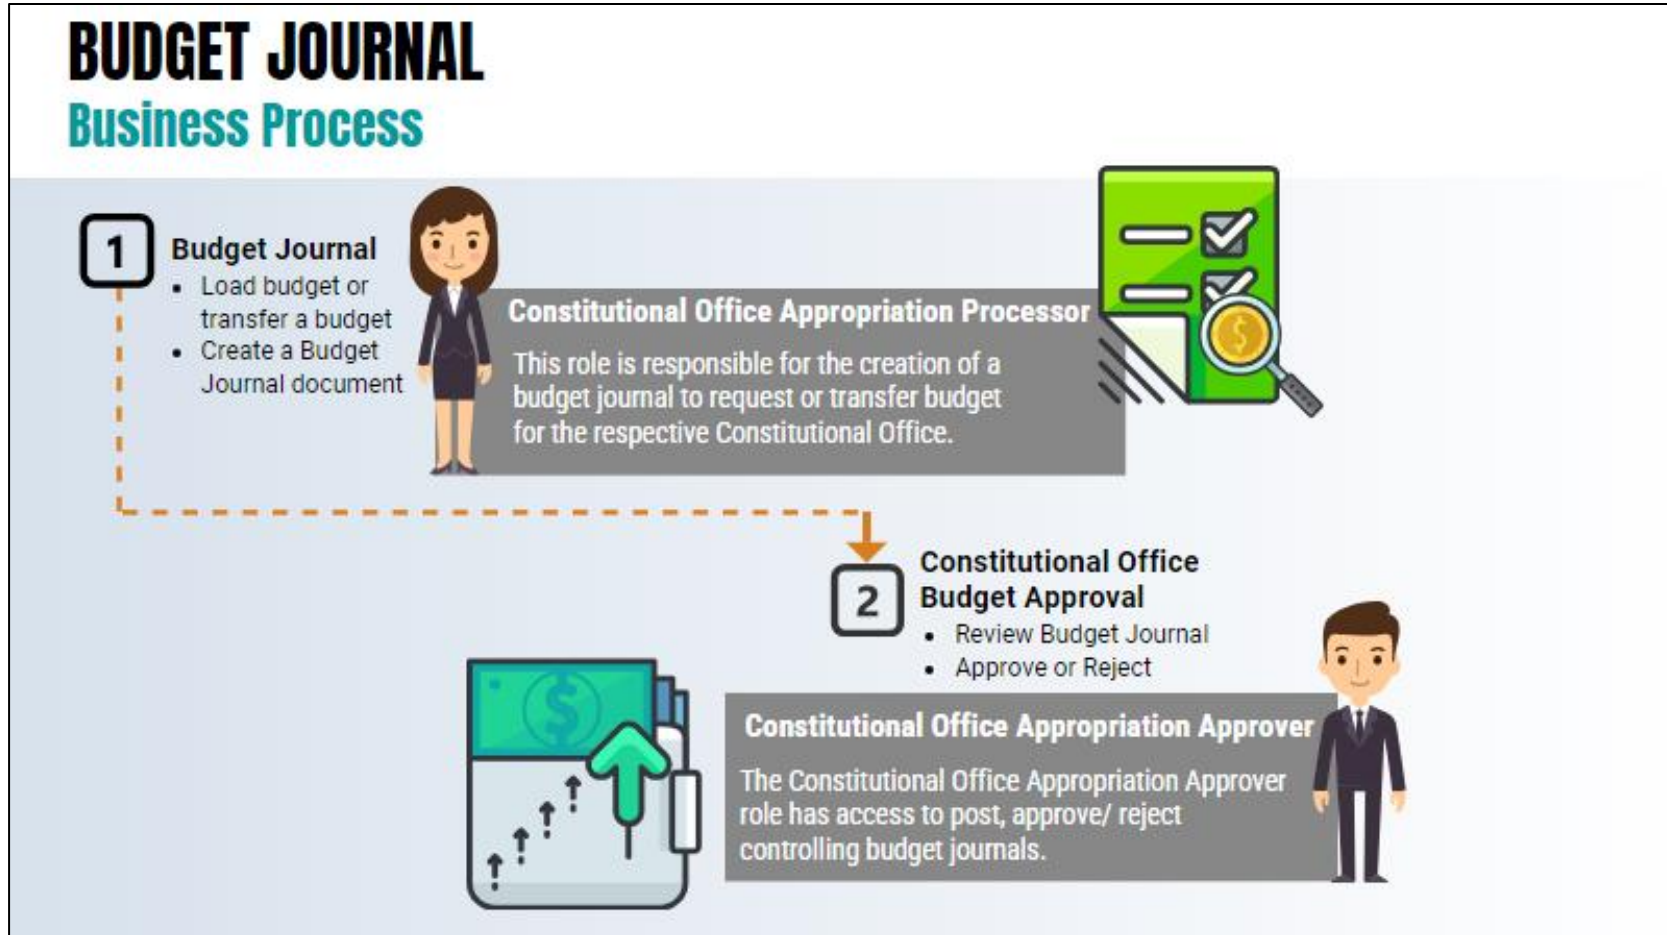 BUDGET JOURNAL
Business Process
1
Budget Journal
• Load budget or
transfer a budget
• Create a Budget
Journal document
Constitutional Office Appropriation Processor
This role is responsible for the creation of a
budget journal to request or transfer budget
for the respective Constitutional Office.
2
Constitutional Office
Budget Approval
• Review Budget Journal
• Approve or Reject
Constitutional Office Appropriation Approver
The Constitutional Office Appropriation Approver
role has access to post, approve/ reject
controlling budget journals.
$
$